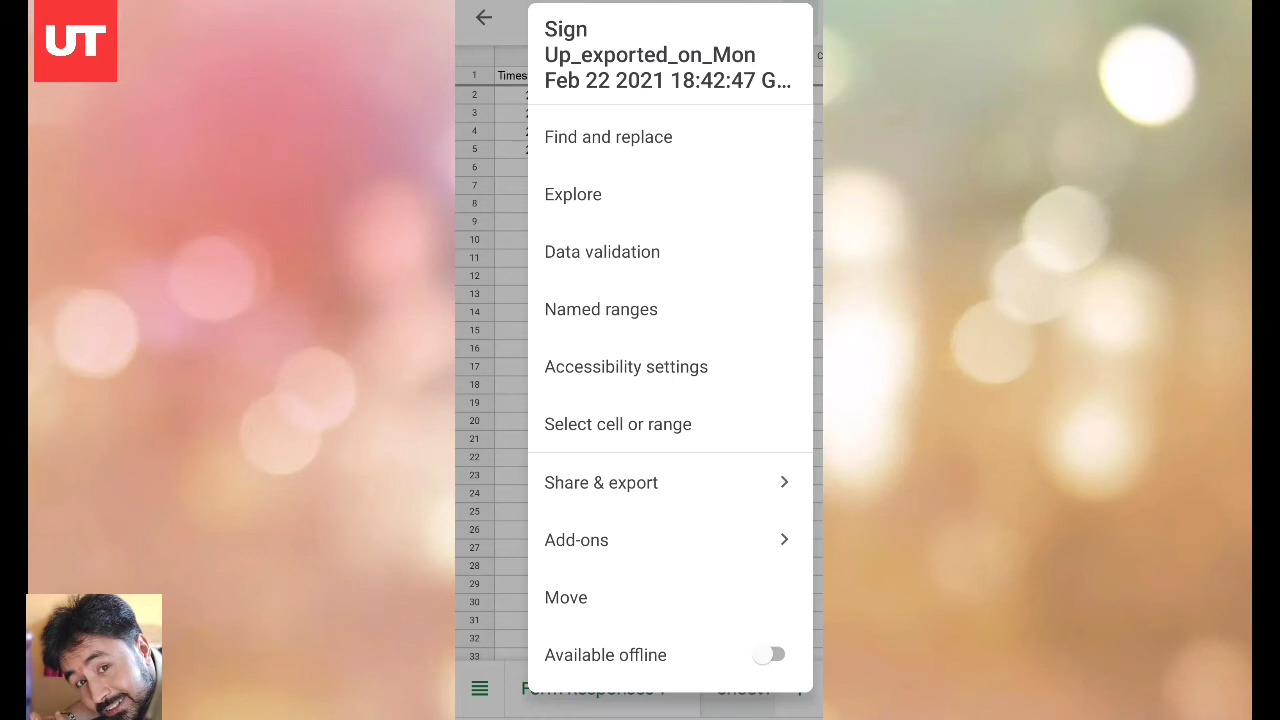 UT
Sign
Up_exported_on_Mon
Feb 22 2021 18:42:47 G...
1
Times
2
3
4
5
6
7
8
9
10
11
12
13
14
15
16
17
18
19
20
21
22
23
24
25
26
27
28
29
30
31
32
33
Find and replace
Explore
Data validation
Named ranges
Accessibility settings
Select cell or range
Share & export
Add-ons
Move
Available offline